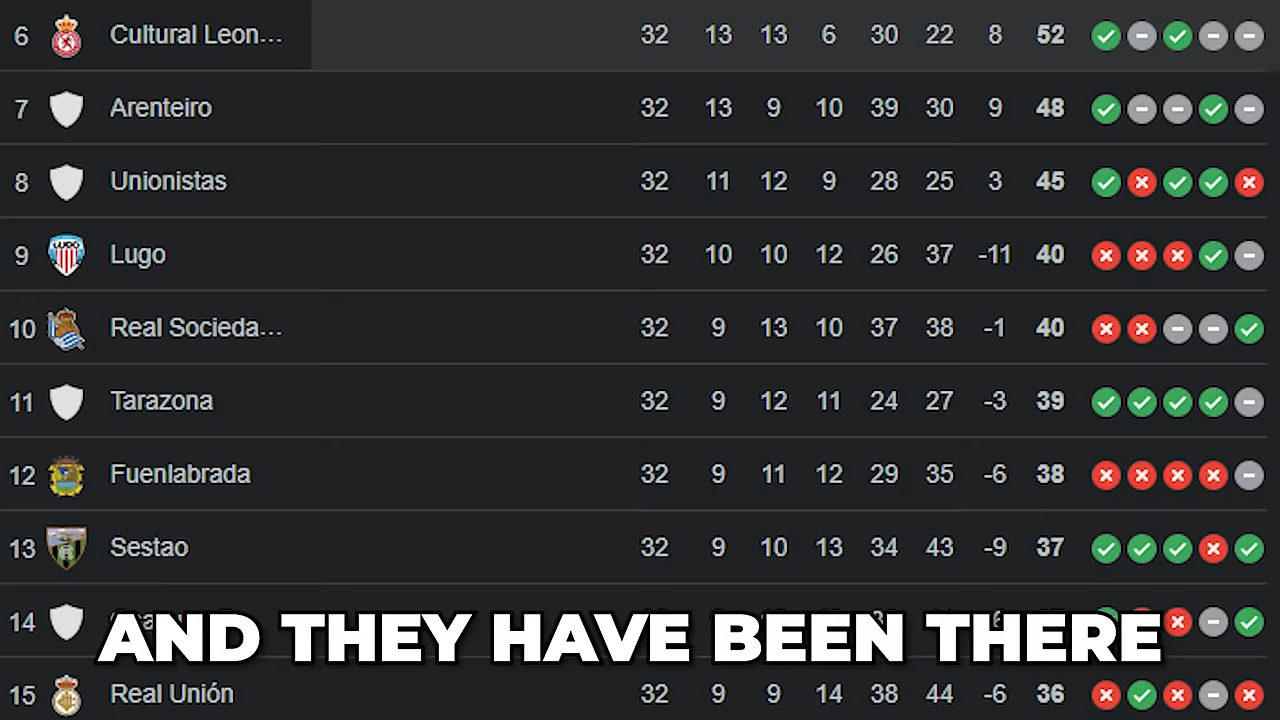 6 Cultural Leon... 32 13 13 6 30 22 8 52
7 Arenteiro 32 13 9 10 39 30 9 48
8 Unionistas 32 11 12 9 28 25 3 45
9 LUGO Lugo 32 10 10 12 26 37 -11 40
10 Real Socieda... 32 9 13 10 37 38 -1 40
11 Tarazona 32 9 12 11 24 27 -3 39
12 Fuenlabrada 32 9 11 12 29 35 -6 38
13 Sestao 32 9 10 13 34 43 -9 37
14
AND THEY HAVE BEEN THERE
15 Real Unión 32 9 9 14 38 44 -6 36